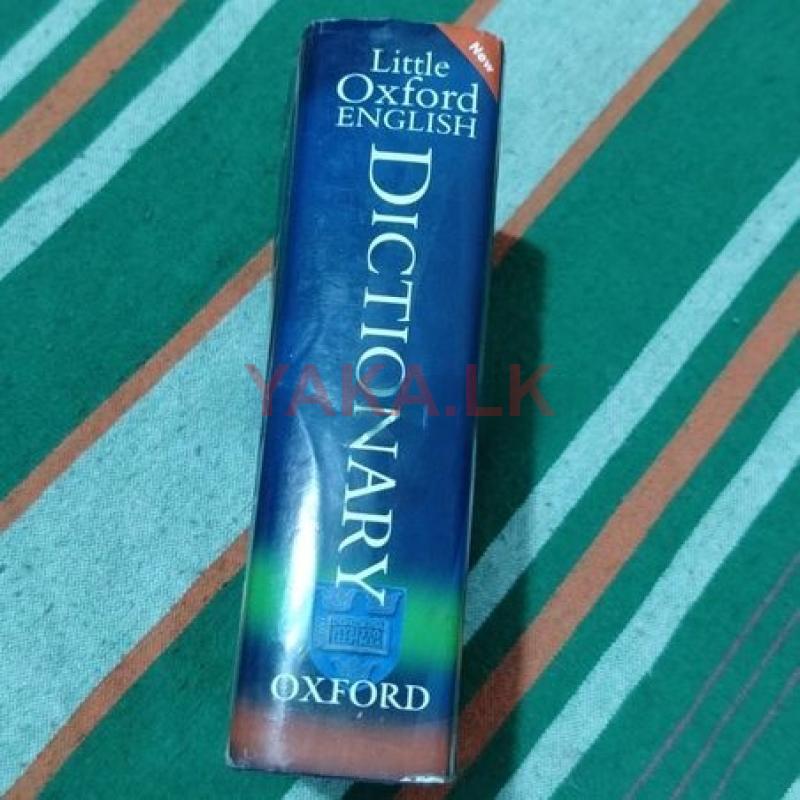 New
Little
Oxford
ENGLISH
DICTIONARY
YAKA.LK
OXFORD